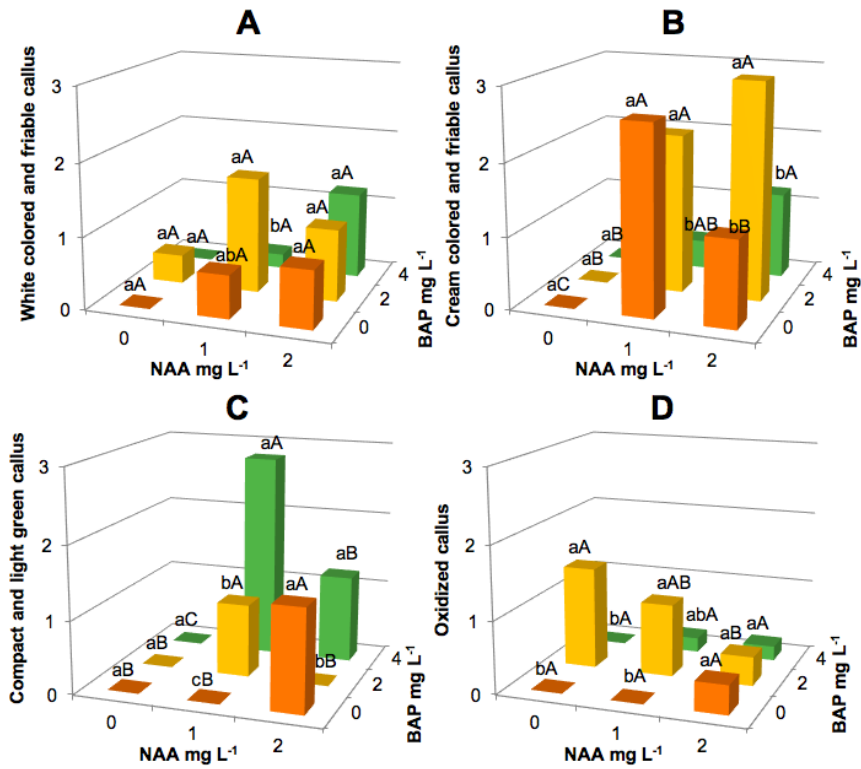 A
White colored and friable callus
3
2
1
0
aA
aA
aA
aA
abA
bA
aA
aA
aA
0
1
2
NAA mg L⁻¹
0
2
4
BAP mg L⁻¹
B
Cream colored and friable callus
3
2
1
0
aC
aB
aB
aA
aA
bAB
bB
aA
bA
0
1
2
NAA mg L⁻¹
0
2
4
BAP mg L⁻¹
C
Compact and light green callus
3
2
1
0
aB
aB
aC
cB
bA
aA
aA
bB
aB
0
1
2
NAA mg L⁻¹
0
2
4
BAP mg L⁻¹
D
Oxidized callus
3
2
1
0
bA
aA
bA
bA
aAB
abA
aA
aB
aA
0
1
2
NAA mg L⁻¹
0
2
4
BAP mg L⁻¹